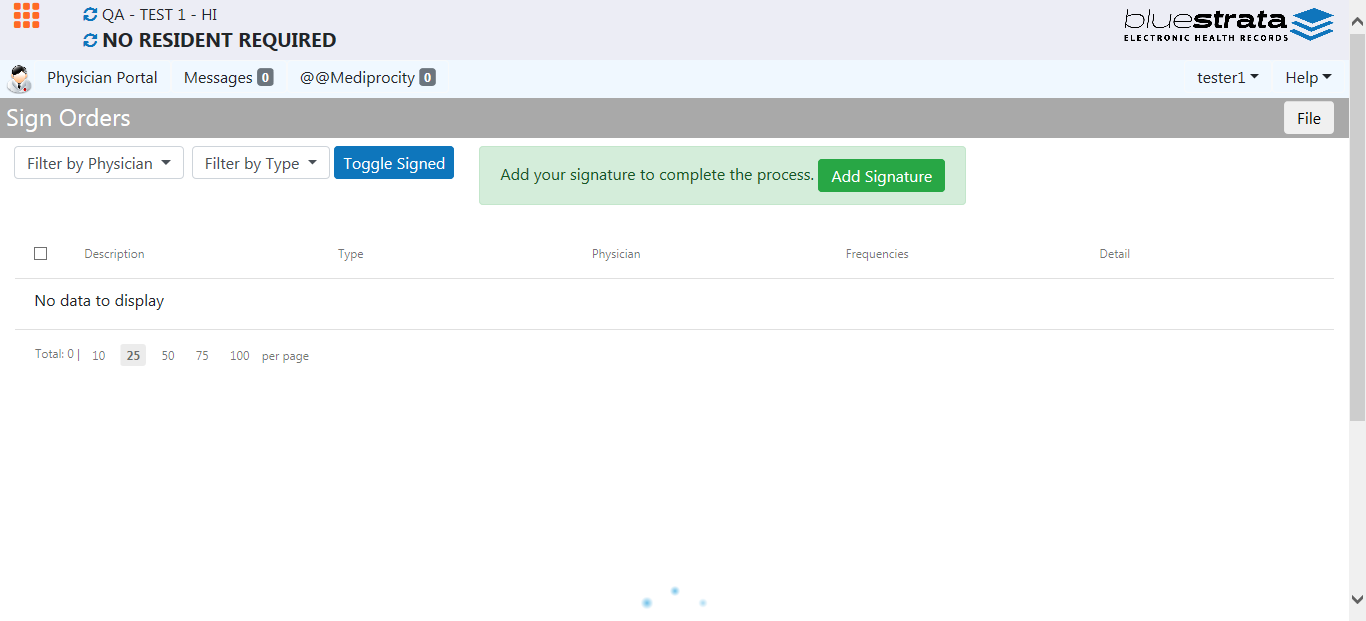 QA - TEST 1 - HI
NO RESIDENT REQUIRED
bluestrata
ELECTRONIC HEALTH RECORDS
Physician Portal Messages 0 @@Mediprocity 0 tester1 Help
Sign Orders File
Filter by Physician Filter by Type Toggle Signed Add your signature to complete the process. Add Signature
Description Type Physician Frequencies Detail
No data to display
Total: 0 | 10 25 50 75 100 per page